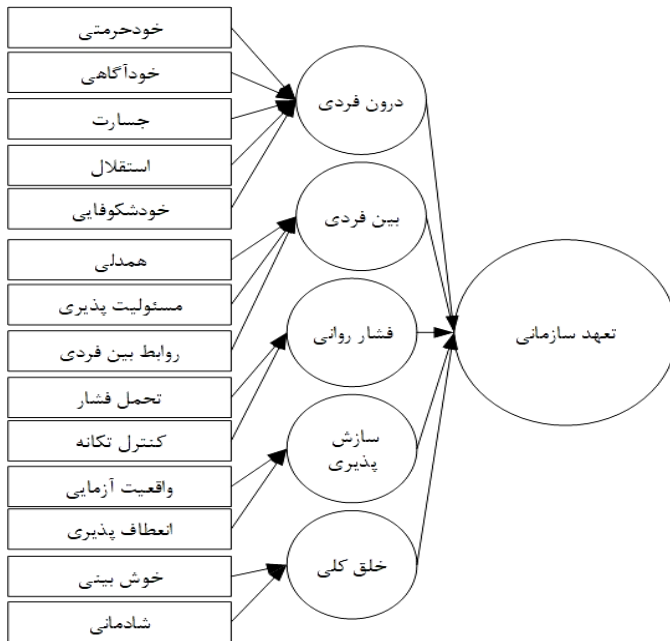 خودحرمتی
خودآگاهی
جسارت
استقلال
خودشکوفایی
همدلی
مسئولیت پذیری
روابط بین فردی
تحمل فشار
کنترل تکانه
واقعیت آزمایی
انعطاف پذیری
خوش بینی
شادمانی
درون فردی
بین فردی
فشار روانی
سازش
پذیری
خلق کلی
تعهد سازمانی